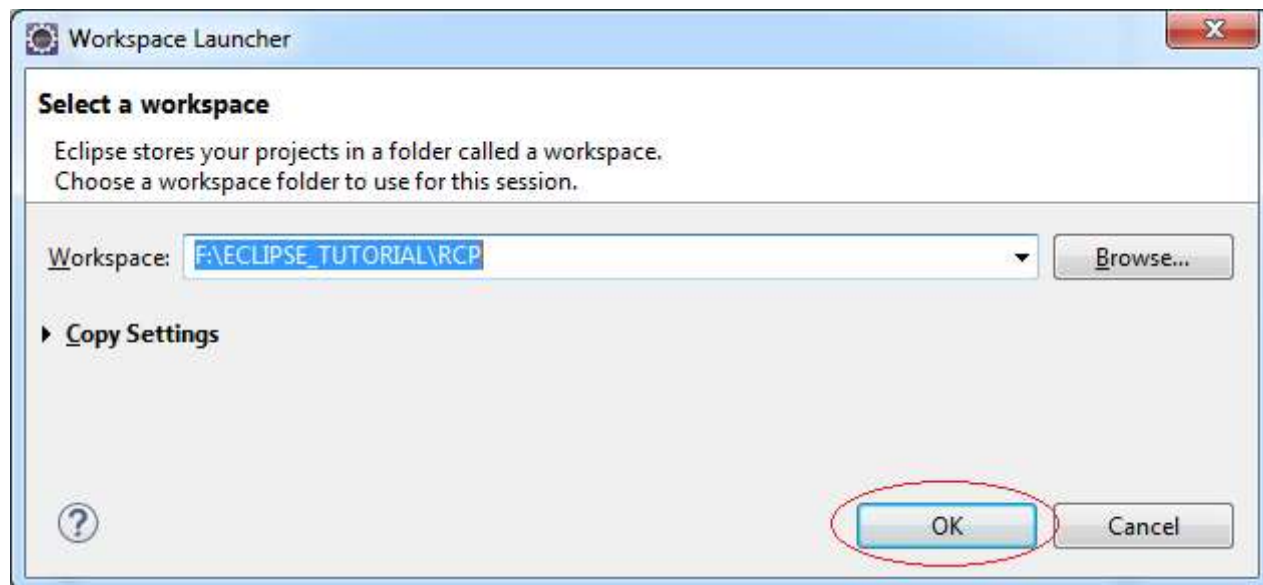 Workspace Launcher
Select a workspace
Eclipse stores your projects in a folder called a workspace.
Choose a workspace folder to use for this session.
Workspace: F:\ECLIPSE_TUTORIAL\RCP Browse...
Copy Settings
? OK Cancel